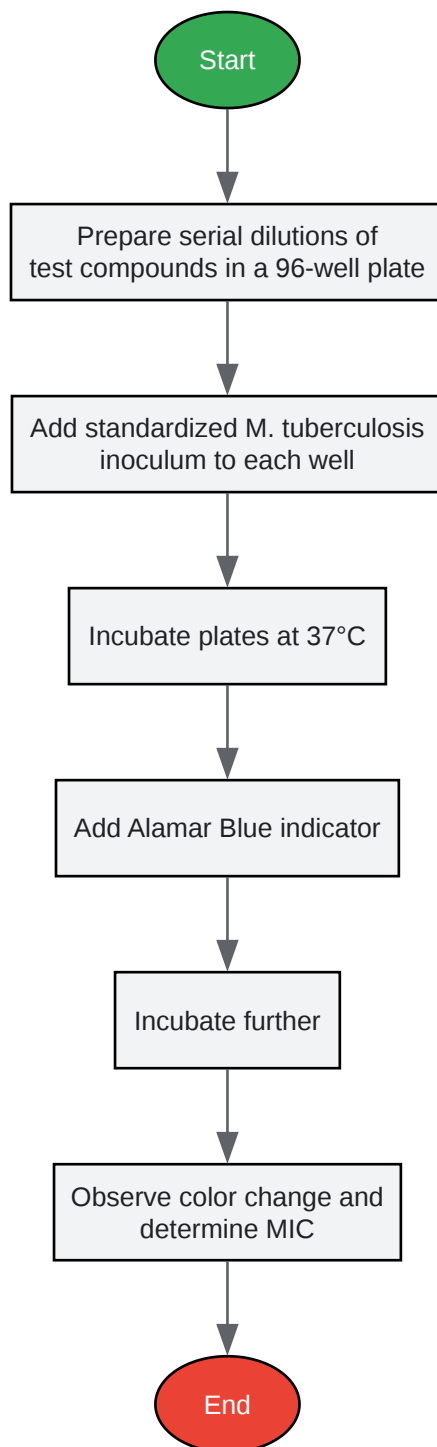 Start
Prepare serial dilutions of
test compounds in a 96-well plate
Add standardized M. tuberculosis
inoculum to each well
Incubate plates at 37°C
Add Alamar Blue indicator
Incubate further
Observe color change and
determine MIC
End